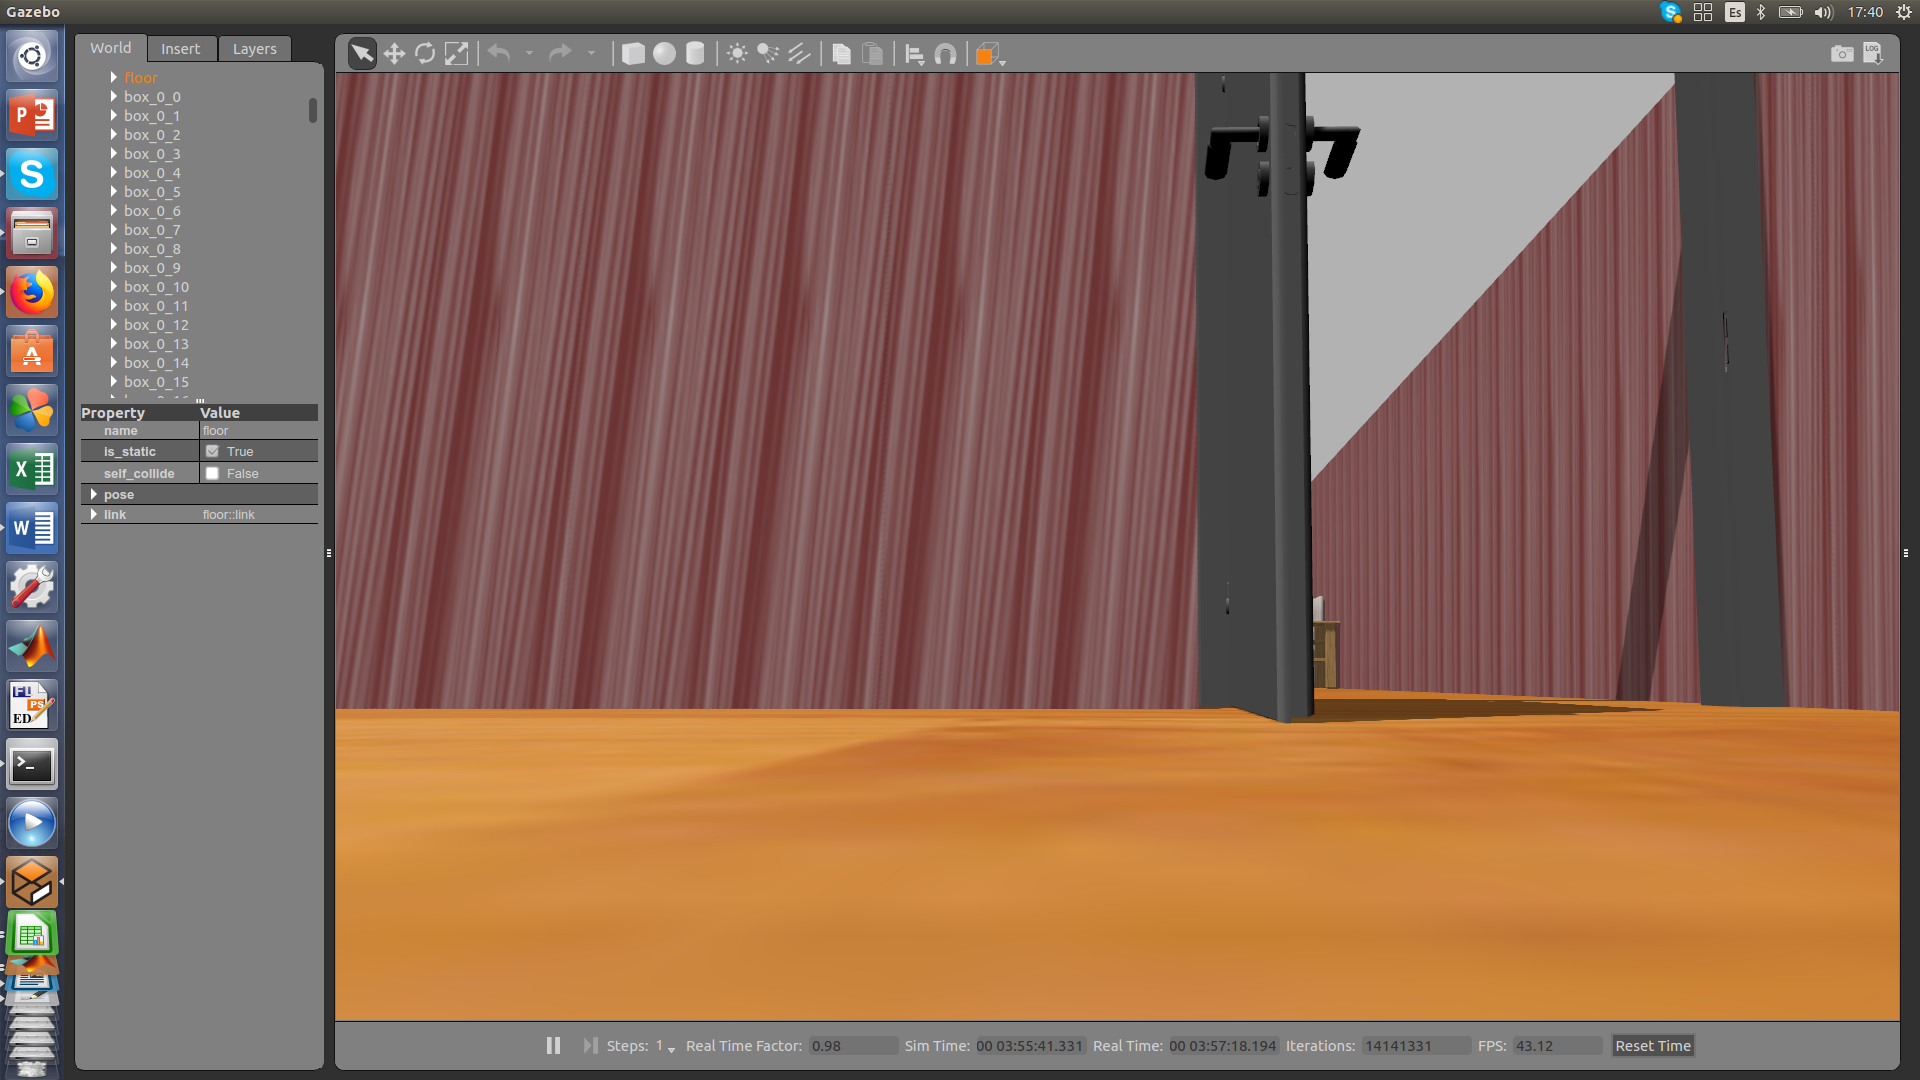 Gazebo
Es
17:40
World Insert Layers
LOG
floor
box_0_0
box_0_1
box_0_2
box_0_3
box_0_4
box_0_5
box_0_6
box_0_7
box_0_8
box_0_9
box_0_10
box_0_11
box_0_12
box_0_13
box_0_14
box_0_15
Property Value
name floor
is_static True
self_collide False
pose
link floor::link
Steps: 1 Real Time Factor: 0.98 Sim Time: 00 03:55:41.331 Real Time: 00 03:57:18.194 Iterations: 14141331 FPS: 43.12 Reset Time